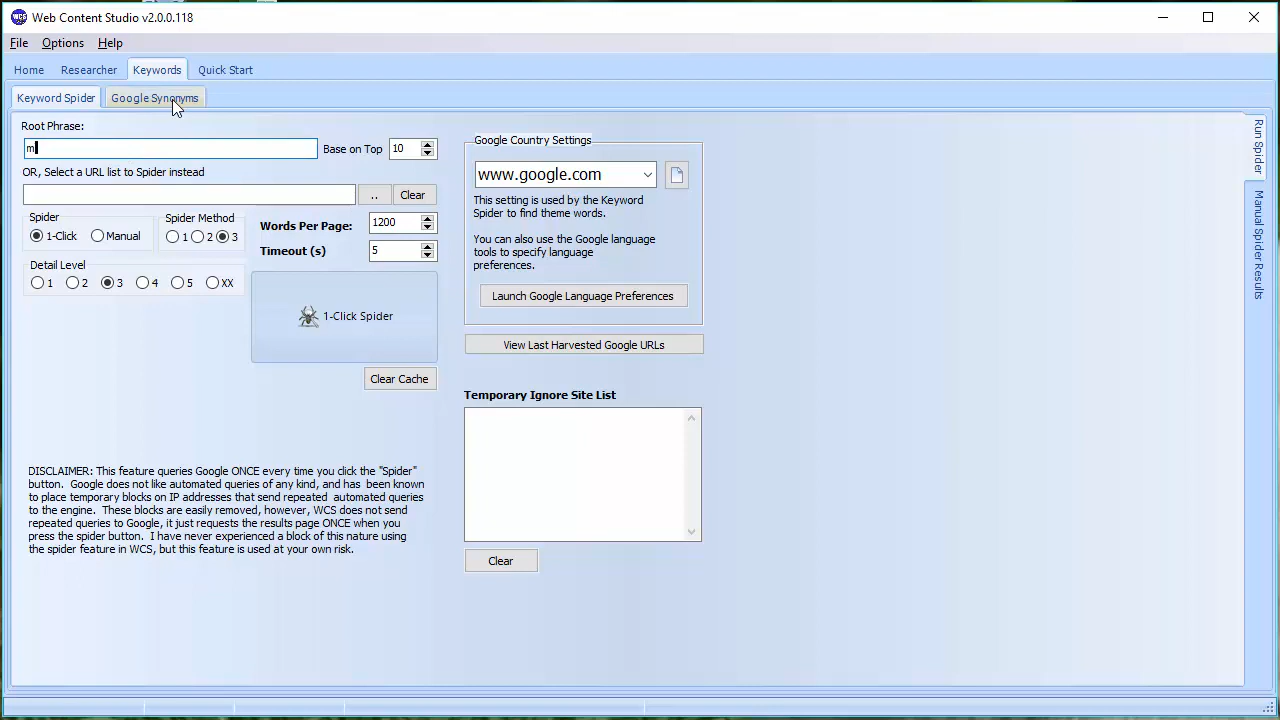 WCS Web Content Studio v2.0.0.118
File Options Help
Home Researcher Keywords Quick Start
Keyword Spider Google Synonyms
Root Phrase:
m
Base on Top 10
OR, Select a URL list to Spider instead
.. Clear
Spider
1-Click Manual
Spider Method
1 2 3
Words Per Page: 1200
Timeout (s) 5
Detail Level
1 2 3 4 5 XX
1-Click Spider
Clear Cache
DISCLAIMER: This feature queries Google ONCE every time you click the "Spider"
button. Google does not like automated queries of any kind, and has been known
to place temporary blocks on IP addresses that send repeated automated queries
to the engine. These blocks are easily removed, however, WCS does not send
repeated queries to Google, it just requests the results page ONCE when you
press the spider button. I have never experienced a block of this nature using
the spider feature in WCS, but this feature is used at your own risk.
Google Country Settings
www.google.com
This setting is used by the Keyword
Spider to find theme words.
You can also use the Google language
tools to specify language
preferences.
Launch Google Language Preferences
View Last Harvested Google URLs
Temporary Ignore Site List
Clear
Run Spider
Manual Spider Results